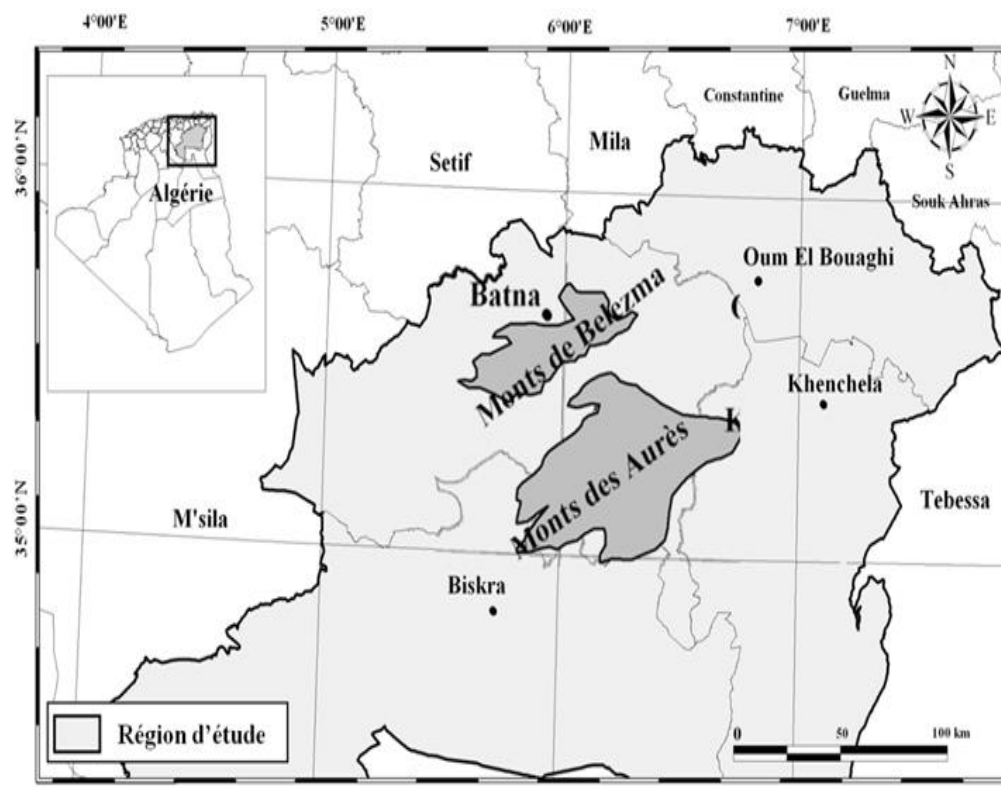 4°00'E
5°00'E
6°00'E
7°00'E
36°00'N
35°00'N
N
W
E
S
Algérie
Constantine
Guelma
Setif
Mila
Souk Ahras
Oum El Bouaghi
Batna
Monts de Belezma
Khenchela
Monts des Aurès
K
M'sila
Tebessa
Biskra
Région d'étude
0 50 100 km